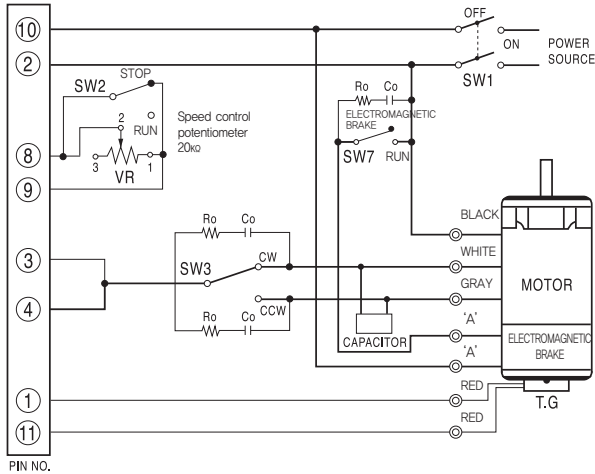 OFF
10
ON
POWER
SOURCE
2
SW1
STOP
SW2
Ro Co
ELECTROMAGNETIC
BRAKE
2
RUN
Speed control
potentiometer
20KΩ
SW7 RUN
8
3
VR
1
9
BLACK
Ro Co
WHITE
3
SW3
CW
GRAY
MOTOR
4
CCW
Ro Co
'A'
CAPACITOR
ELECTROMAGNETIC
BRAKE
'A'
RED
1
T.G
RED
11
PIN NO.